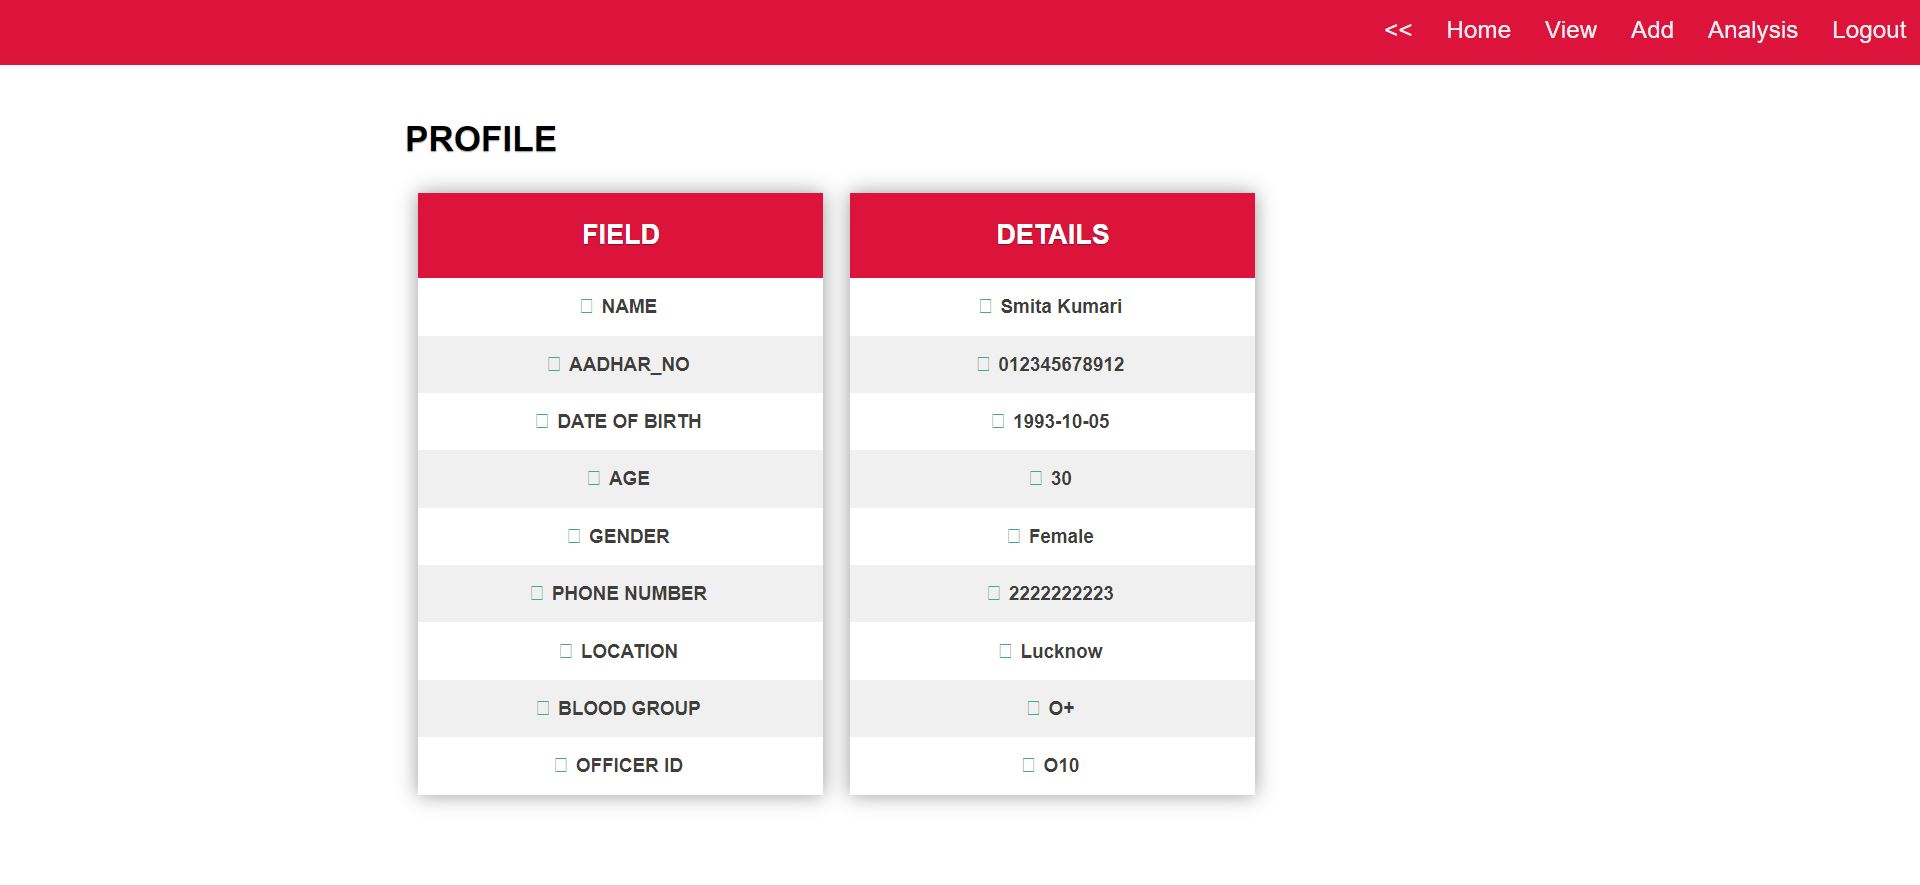 << Home View Add Analysis Logout
PROFILE
FIELD DETAILS
NAME Smita Kumari
AADHAR_NO 012345678912
DATE OF BIRTH 1993-10-05
AGE 30
GENDER Female
PHONE NUMBER 2222222223
LOCATION Lucknow
BLOOD GROUP O+
OFFICER ID O10